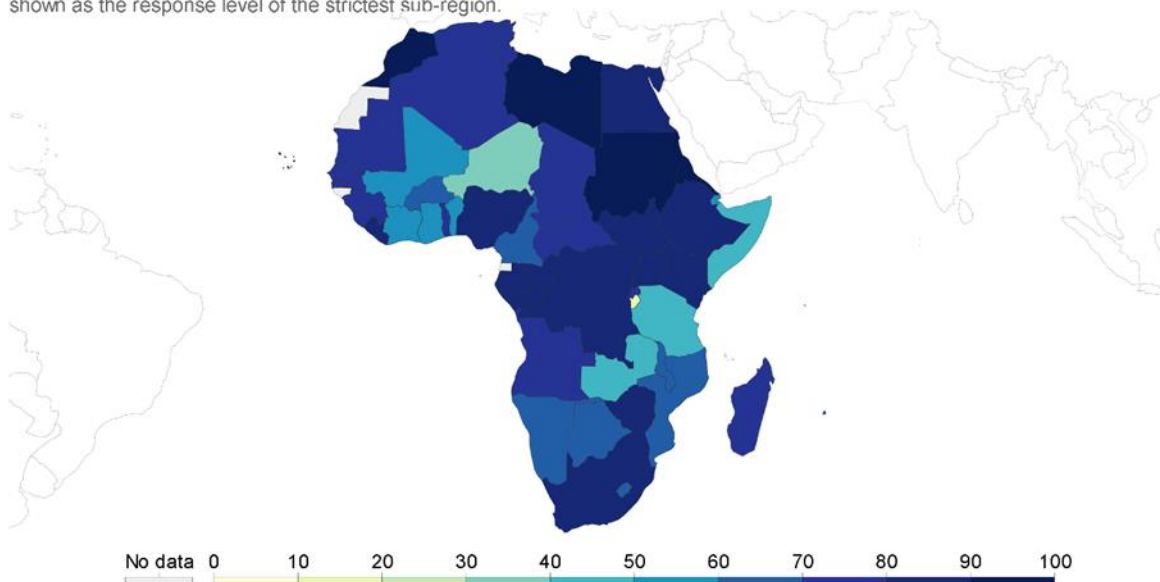 shown as the response level of the strictest sub-region.
No data 0 10 20 30 40 50 60 70 80 90 100